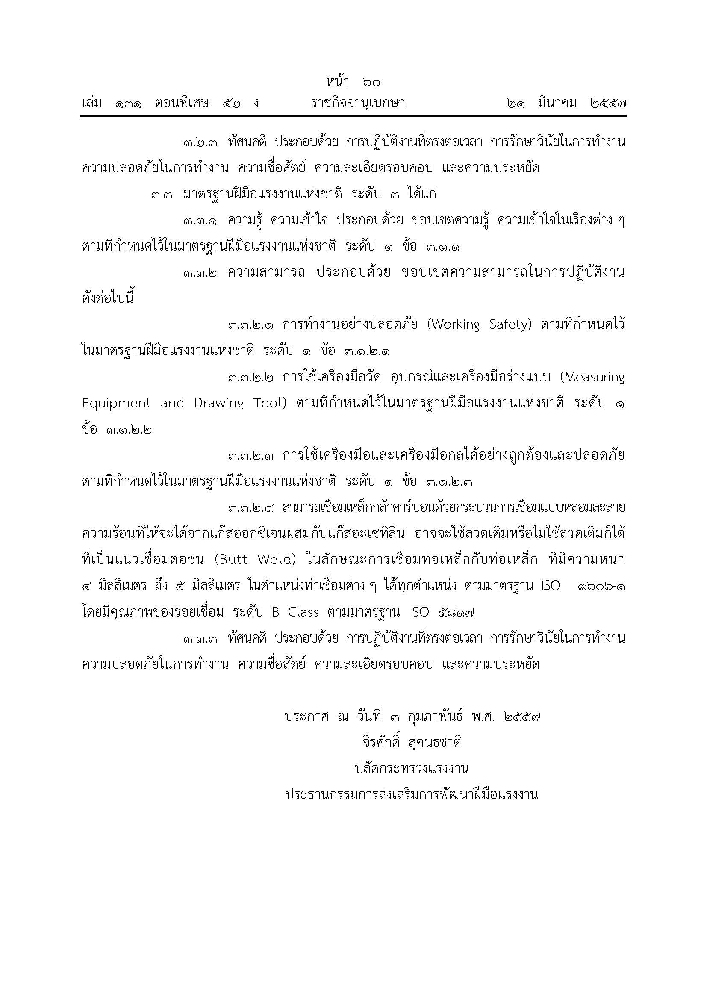 หน้า ๖๐
เล่ม ๑๓๑ ตอนพิเศษ ๕๒ ง ราชกิจจานุเบกษา ๒๑ มีนาคม ๒๕๕๗
๓.๒.๓ ทัศนคติ ประกอบด้วย การปฏิบัติงานที่ตรงต่อเวลา การรักษาวินัยในการทำงาน
ความปลอดภัยในการทำงาน ความซื่อสัตย์ ความละเอียดรอบคอบ และความประหยัด
๓.๓ มาตรฐานฝีมือแรงงานแห่งชาติ ระดับ ๓ ได้แก่
๓.๓.๑ ความรู้ ความเข้าใจ ประกอบด้วย ขอบเขตความรู้ ความเข้าใจในเรื่องต่าง ๆ
ตามที่กำหนดไว้ในมาตรฐานฝีมือแรงงานแห่งชาติ ระดับ ๑ ข้อ ๓.๑.๑
๓.๓.๒ ความสามารถ ประกอบด้วย ขอบเขตความสามารถในการปฏิบัติงาน
ดังต่อไปนี้
๓.๓.๒.๑ การทำงานอย่างปลอดภัย (Working Safety) ตามที่กำหนดไว้
ในมาตรฐานฝีมือแรงงานแห่งชาติ ระดับ ๑ ข้อ ๓.๑.๒.๑
๓.๓.๒.๒ การใช้เครื่องมือวัด อุปกรณ์และเครื่องมือร่างแบบ (Measuring
Equipment and Drawing Tool) ตามที่กำหนดไว้ในมาตรฐานฝีมือแรงงานแห่งชาติ ระดับ ๑
ข้อ ๓.๑.๒.๒
๓.๓.๒.๓ การใช้เครื่องมือและเครื่องมือกลได้อย่างถูกต้องและปลอดภัย
ตามที่กำหนดไว้ในมาตรฐานฝีมือแรงงานแห่งชาติ ระดับ ๑ ข้อ ๓.๑.๒.๓
๓.๓.๒.๔ สามารถเชื่อมเหล็กกล้าคาร์บอนด้วยกระบวนการเชื่อมแบบหลอมละลาย
ความร้อนที่ให้จะได้จากแก๊สออกซิเจนผสมกับแก๊สอะเซทิลีน อาจจะใช้ลวดเติมหรือไม่ใช้ลวดเติมก็ได้
ที่เป็นแนวเชื่อมต่อชน (Butt Weld) ในลักษณะการเชื่อมท่อเหล็กกับท่อเหล็ก ที่มีความหนา
๔ มิลลิเมตร ถึง ๕ มิลลิเมตร ในตำแหน่งท่าเชื่อมต่าง ๆ ได้ทุกตำแหน่ง ตามมาตรฐาน ISO ๙๖๐๖-๑
โดยมีคุณภาพของรอยเชื่อม ระดับ B Class ตามมาตรฐาน ISO ๕๘๑๗
๓.๓.๓ ทัศนคติ ประกอบด้วย การปฏิบัติงานที่ตรงต่อเวลา การรักษาวินัยในการทำงาน
ความปลอดภัยในการทำงาน ความซื่อสัตย์ ความละเอียดรอบคอบ และความประหยัด
ประกาศ ณ วันที่ ๓ กุมภาพันธ์ พ.ศ. ๒๕๕๗
จีรศักดิ์ สุคนธชาติ
ปลัดกระทรวงแรงงาน
ประธานกรรมการส่งเสริมการพัฒนาฝีมือแรงงาน